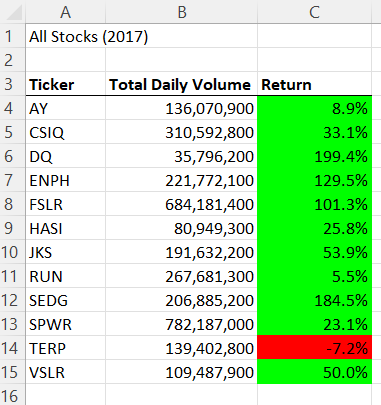 A B C
1 All Stocks (2017)
2
3 Ticker Total Daily Volume Return
4 AY 136,070,900 8.9%
5 CSIQ 310,592,800 33.1%
6 DQ 35,796,200 199.4%
7 ENPH 221,772,100 129.5%
8 FSLR 684,181,400 101.3%
9 HASI 80,949,300 25.8%
10 JKS 191,632,200 53.9%
11 RUN 267,681,300 5.5%
12 SEDG 206,885,200 184.5%
13 SPWR 782,187,000 23.1%
14 TERP 139,402,800 -7.2%
15 VSLR 109,487,900 50.0%
16